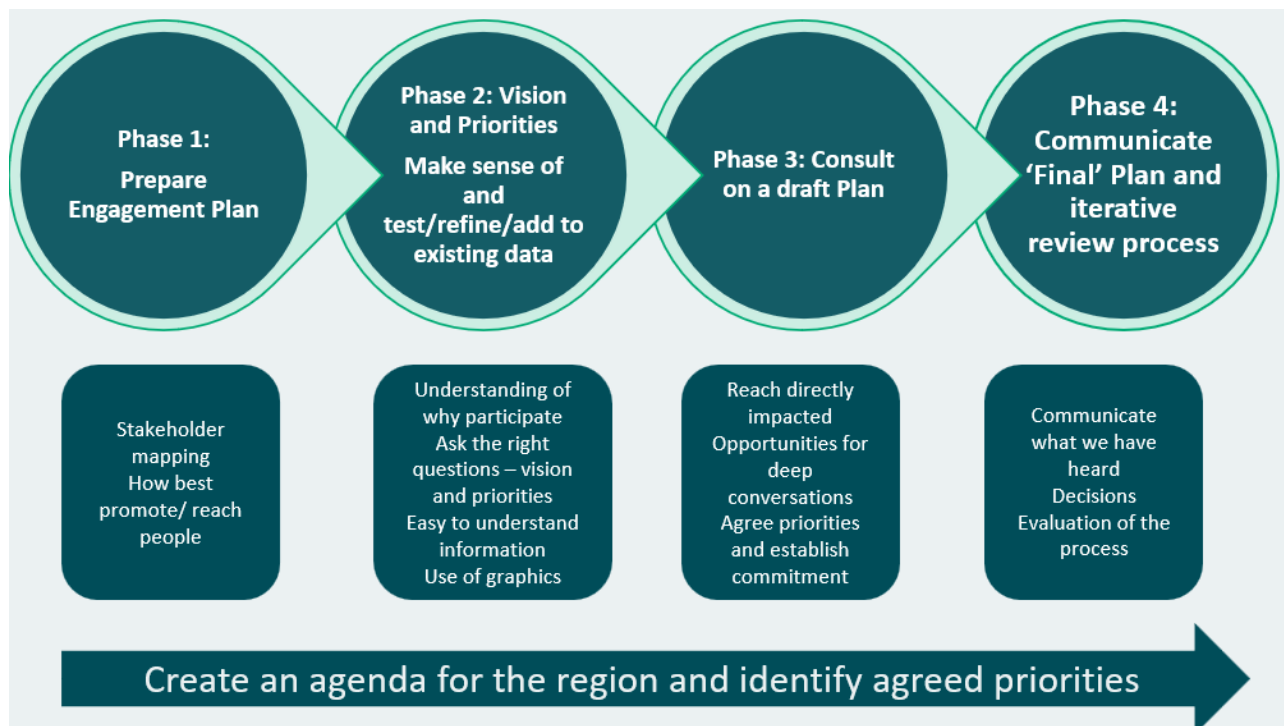 Phase 1:
Prepare
Engagement Plan
Phase 2: Vision
and Priorities
Make sense of
and
test/refine/add to
existing data
Phase 3: Consult
on a draft Plan
Phase 4:
Communicate
‘Final’ Plan and
iterative
review process
Stakeholder
mapping
How best
promote/ reach
people
Understanding of
why participate
Ask the right
questions – vision
and priorities
Easy to understand
information
Use of graphics
Reach directly
impacted
Opportunities for
deep
conversations
Agree priorities
and establish
commitment
Communicate
what we have
heard
Decisions
Evaluation of the
process
Create an agenda for the region and identify agreed priorities